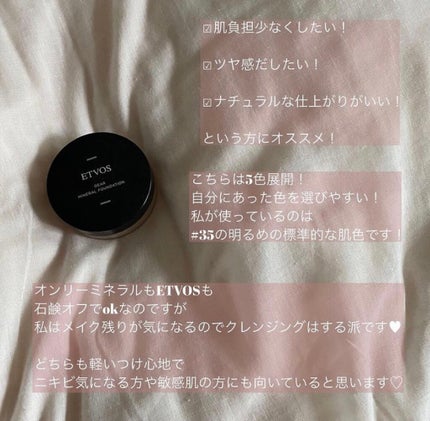 ☑肌負担少なくしたい！
☑ツヤ感だしたい！
☑ナチュラルな仕上がりがいい！
という方にオススメ！
ETVOS
DEAR
MINERAL FOUNDATION
こちらは5色展開！
自分にあった色を選びやすい！
私が使っているのは
#35の明るめの標準的な肌色です！
オンリーミネラルもETVOSも
石鹸オフでokなのですが
私はメイク残りが気になるのでクレンジングはする派です♥
どちらも軽いつけ心地で
ニキビ気になる方や敏感肌の方にも向いていると思います♡